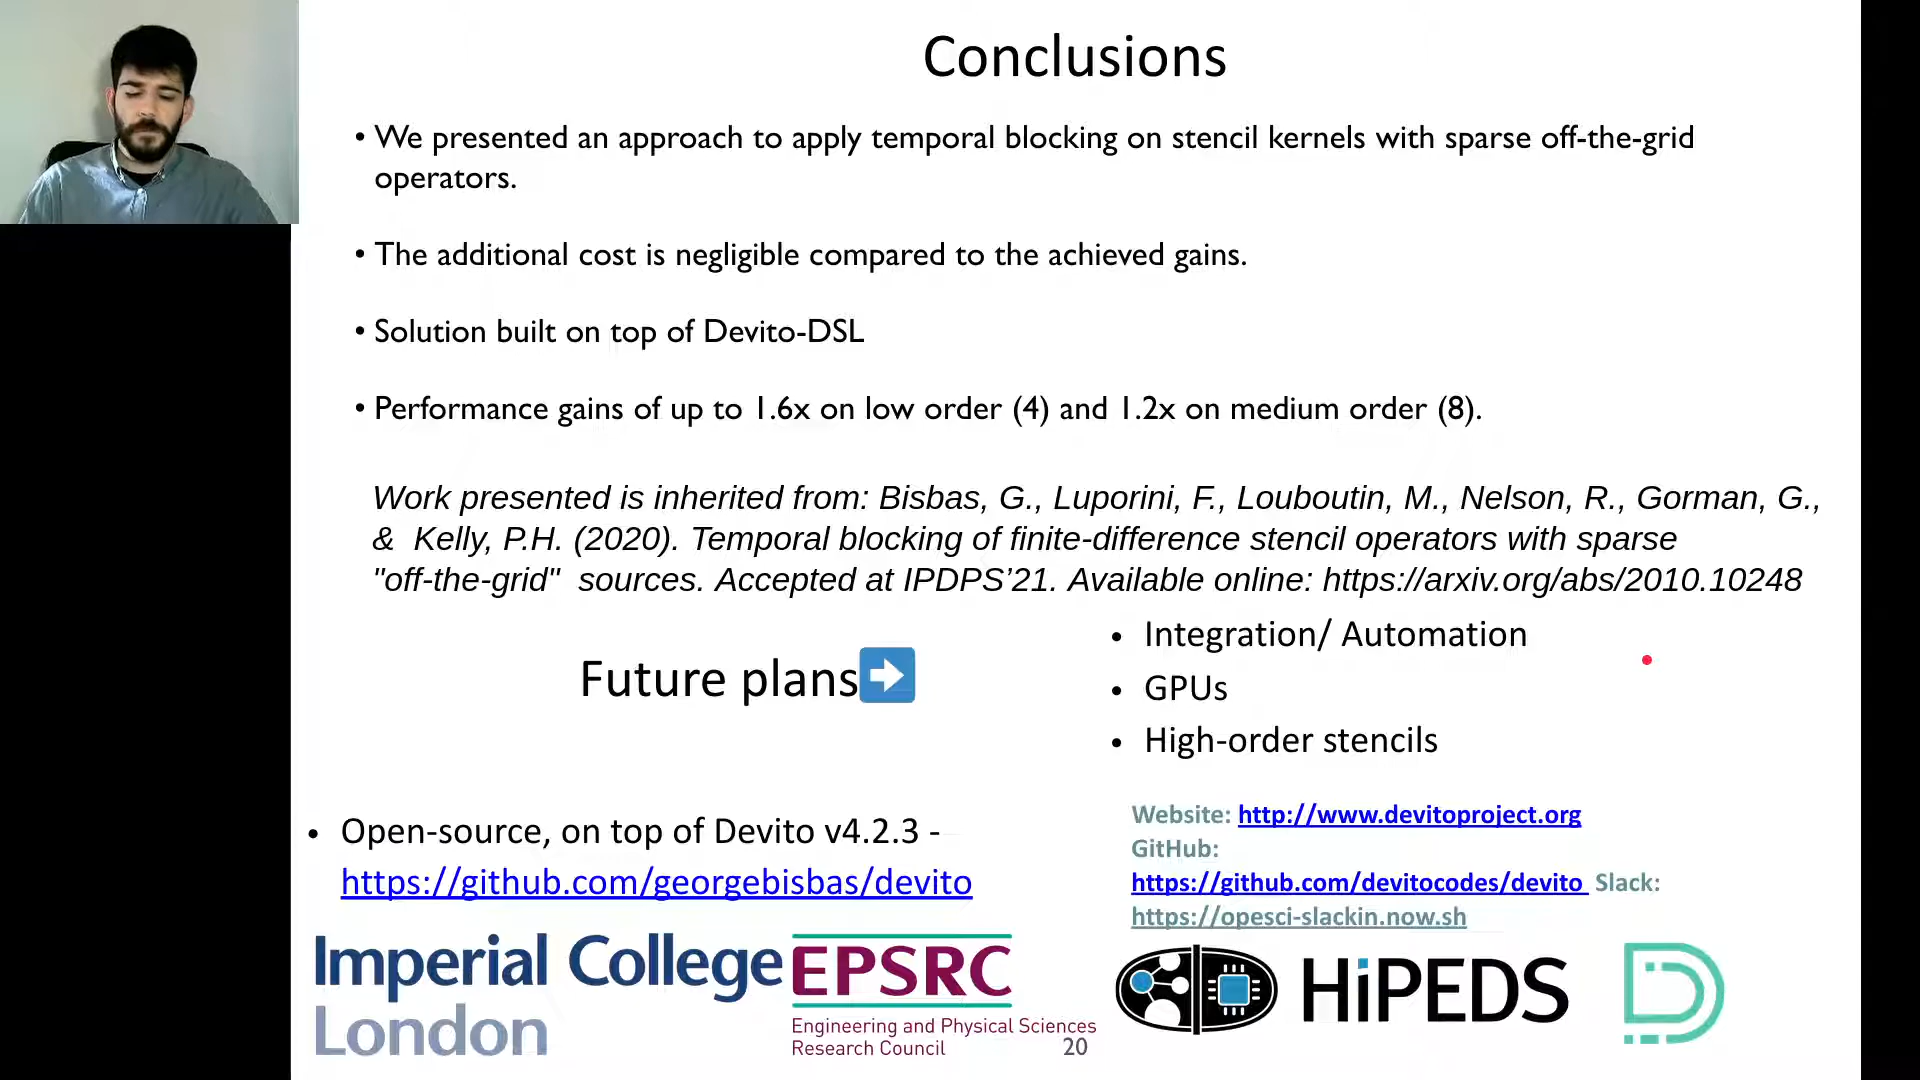 Conclusions
• We presented an approach to apply temporal blocking on stencil kernels with sparse off-the-grid
operators.
• The additional cost is negligible compared to the achieved gains.
• Solution built on top of Devito-DSL
• Performance gains of up to 1.6x on low order (4) and 1.2x on medium order (8).
Work presented is inherited from: Bisbas, G., Luporini, F., Louboutin, M., Nelson, R., Gorman, G.,
& Kelly, P.H. (2020). Temporal blocking of finite-difference stencil operators with sparse
"off-the-grid" sources. Accepted at IPDPS’21. Available online: https://arxiv.org/abs/2010.10248
Future plans
• Integration/ Automation
• GPUs
• High-order stencils
• Open-source, on top of Devito v4.2.3 -
https://github.com/georgebisbas/devito
Website: http://www.devitoproject.org
GitHub:
https://github.com/devitocodes/devito Slack:
https://opesci-slackin.now.sh
Imperial College
London
EPSRC
Engineering and Physical Sciences
Research Council
HiPEDS
20